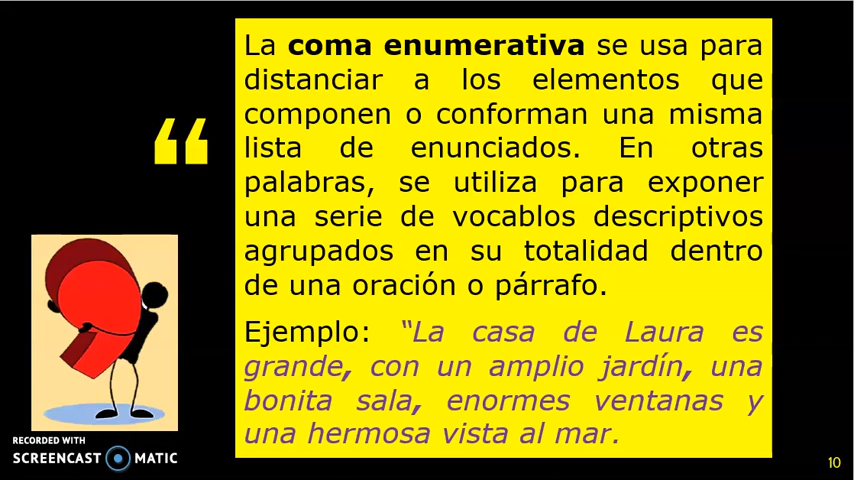 La coma enumerativa se usa para
distanciar a los elementos que
componen o conforman una misma
lista de enunciados. En otras
palabras, se utiliza para exponer
una serie de vocablos descriptivos
agrupados en su totalidad dentro
de una oración o párrafo.
Ejemplo: “La casa de Laura es
grande, con un amplio jardín, una
bonita sala, enormes ventanas y
una hermosa vista al mar.
“
RECORDED WITH
SCREENCAST MATIC
10